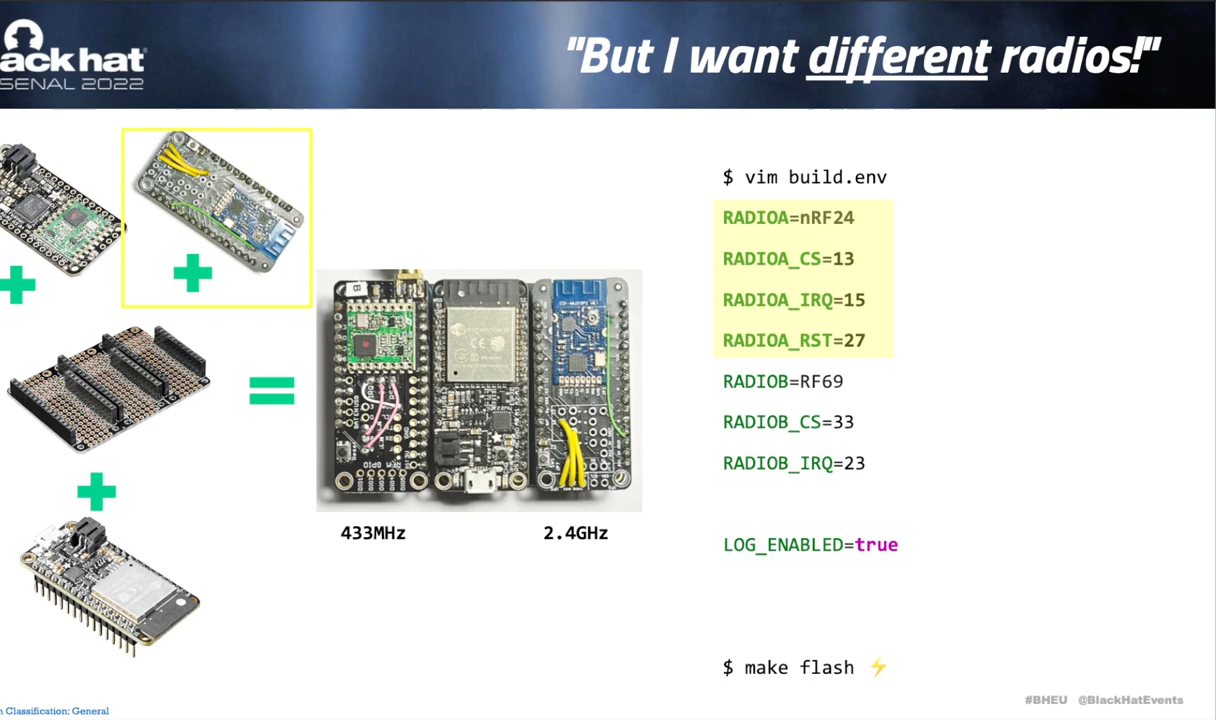 ack hat
SENAL 2022
"But I want different radios!"
$ vim build.env
RADIOA=nRF24
RADIOA_CS=13
RADIOA_IRQ=15
RADIOA_RST=27
RADIOB=RF69
RADIOB_CS=33
RADIOB_IRQ=23
LOG_ENABLED=true
$ make flash ⚡
433MHz
2.4GHz
n Classification: General
#BHEU @BlackHatEvents